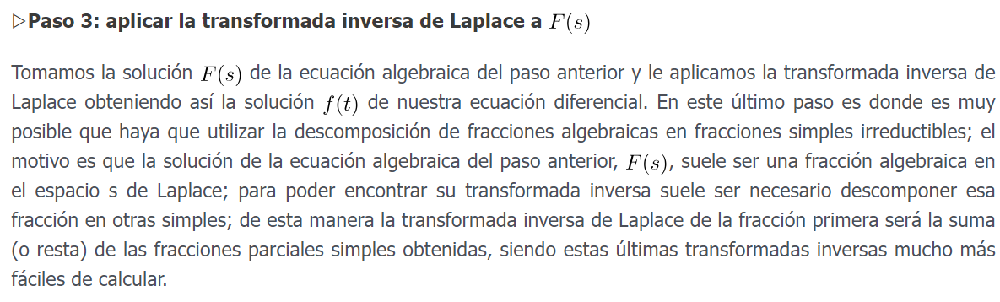 ▷Paso 3: aplicar la transformada inversa de Laplace a F(s)
Tomamos la solución F(s) de la ecuación algebraica del paso anterior y le aplicamos la transformada inversa de
Laplace obteniendo así la solución f(t) de nuestra ecuación diferencial. En este último paso es donde es muy
posible que haya que utilizar la descomposición de fracciones algebraicas en fracciones simples irreductibles; el
motivo es que la solución de la ecuación algebraica del paso anterior, F(s), suele ser una fracción algebraica en
el espacio s de Laplace; para poder encontrar su transformada inversa suele ser necesario descomponer esa
fracción en otras simples; de esta manera la transformada inversa de Laplace de la fracción primera será la suma
(o resta) de las fracciones parciales simples obtenidas, siendo estas últimas transformadas inversas mucho más
fáciles de calcular.